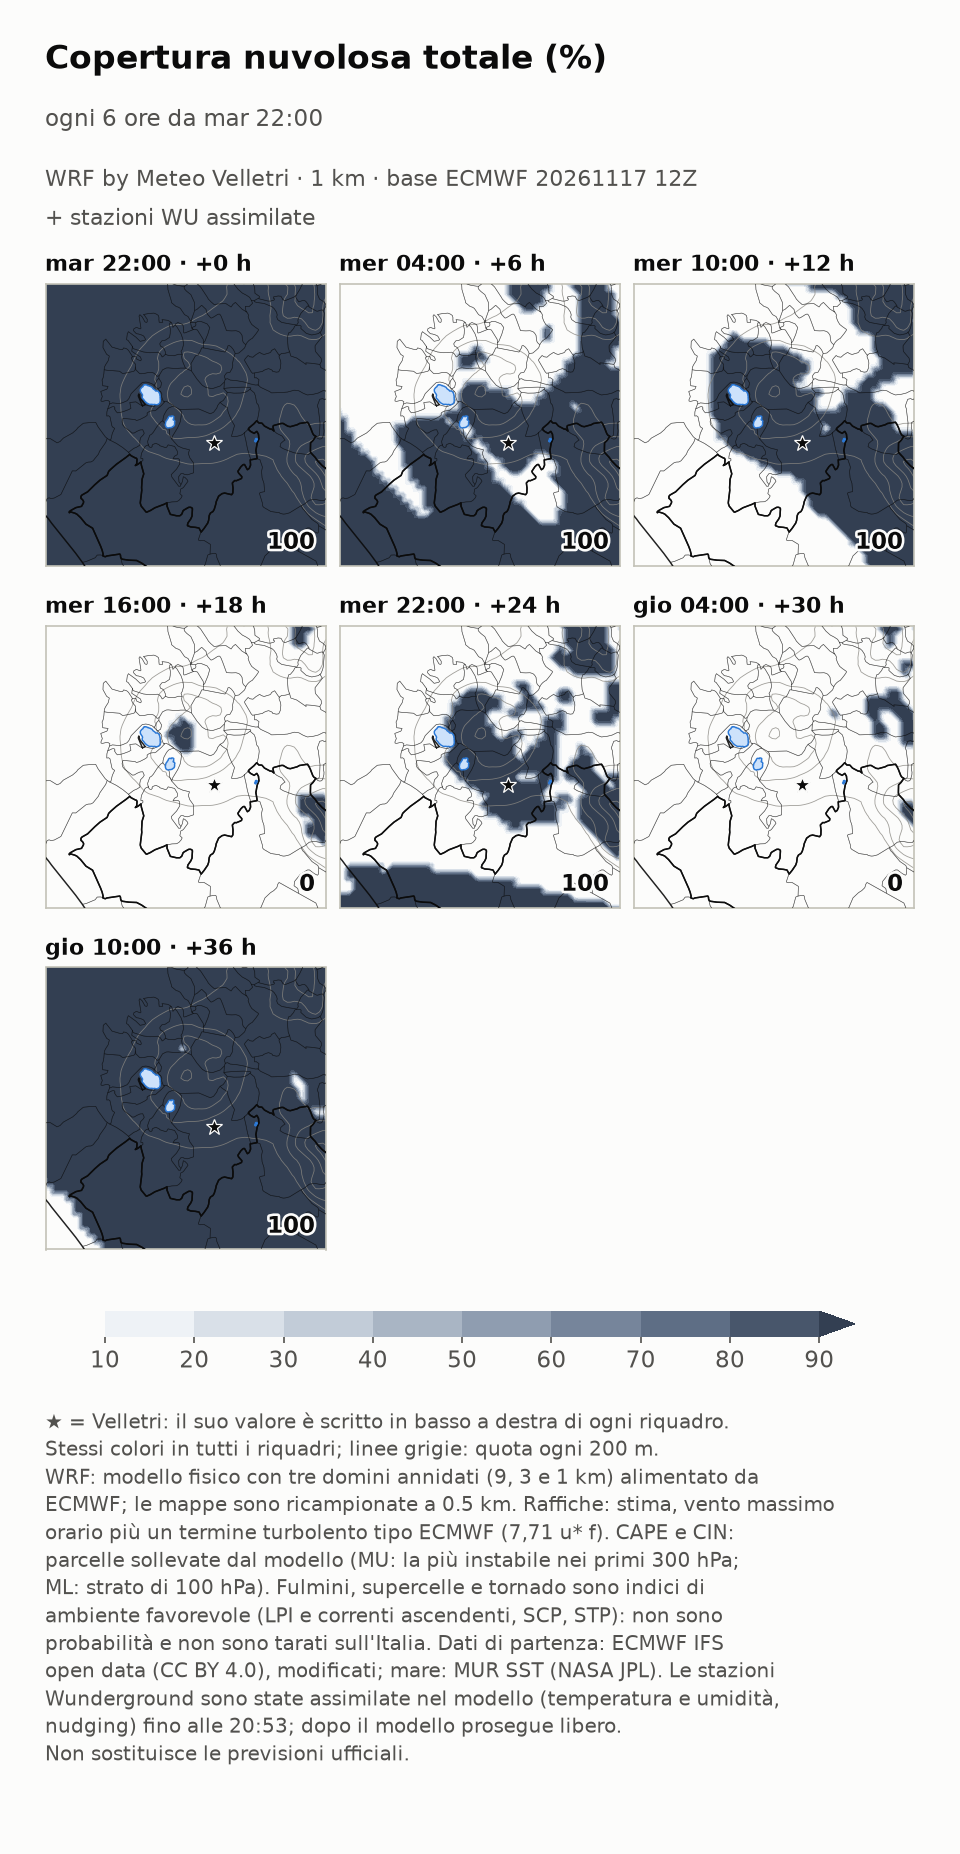 Copertura nuvolosa totale (%)
ogni 6 ore da mar 22:00
WRF by Meteo Velletri · 1 km · base ECMWF 20261117 12Z
+ stazioni WU assimilate
mar 22:00 · +0 h
mer 04:00 · +6 h
mer 10:00 · +12 h
100
100
100
mer 16:00 · +18 h
mer 22:00 · +24 h
gio 04:00 · +30 h
0
100
0
gio 10:00 · +36 h
100
10 20 30 40 50 60 70 80 90
★ = Velletri: il suo valore è scritto in basso a destra di ogni riquadro.
Stessi colori in tutti i riquadri; linee grigie: quota ogni 200 m.
WRF: modello fisico con tre domini annidati (9, 3 e 1 km) alimentato da
ECMWF; le mappe sono ricampionate a 0.5 km. Raffiche: stima, vento massimo
orario più un termine turbolento tipo ECMWF (7,71 u* f). CAPE e CIN:
parcelle sollevate dal modello (MU: la più instabile nei primi 300 hPa;
ML: strato di 100 hPa). Fulmini, supercelle e tornado sono indici di
ambiente favorevole (LPI e correnti ascendenti, SCP, STP): non sono
probabilità e non sono tarati sull'Italia. Dati di partenza: ECMWF IFS
open data (CC BY 4.0), modificati; mare: MUR SST (NASA JPL). Le stazioni
Wunderground sono state assimilate nel modello (temperatura e umidità,
nudging) fino alle 20:53; dopo il modello prosegue libero.
Non sostituisce le previsioni ufficiali.